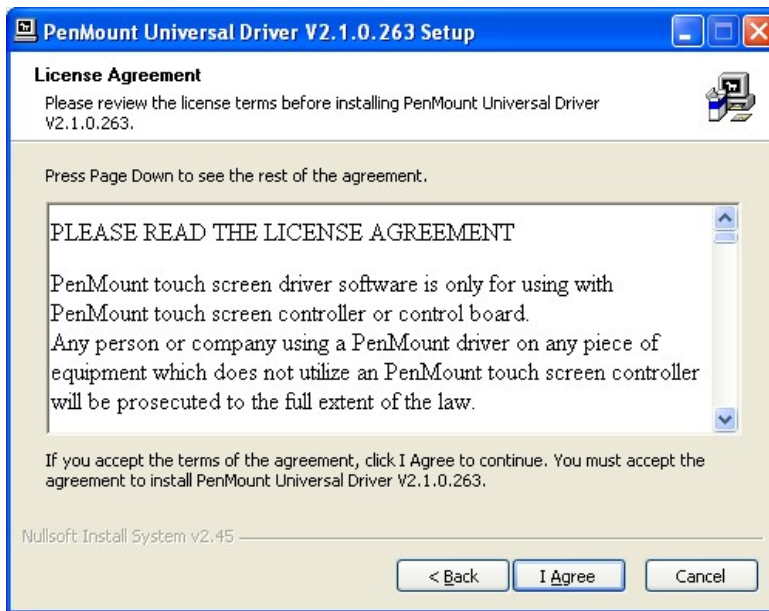 PenMount Universal Driver V2.1.0.263 Setup
License Agreement
Please review the license terms before installing PenMount Universal Driver
V2.1.0.263.
Press Page Down to see the rest of the agreement.
PLEASE READ THE LICENSE AGREEMENT
PenMount touch screen driver software is only for using with
PenMount touch screen controller or control board.
Any person or company using a PenMount driver on any piece of
equipment which does not utilize an PenMount touch screen controller
will be prosecuted to the full extent of the law.
If you accept the terms of the agreement, click I Agree to continue. You must accept the
agreement to install PenMount Universal Driver V2.1.0.263.
Nullsoft Install System v2.45
< Back I Agree Cancel